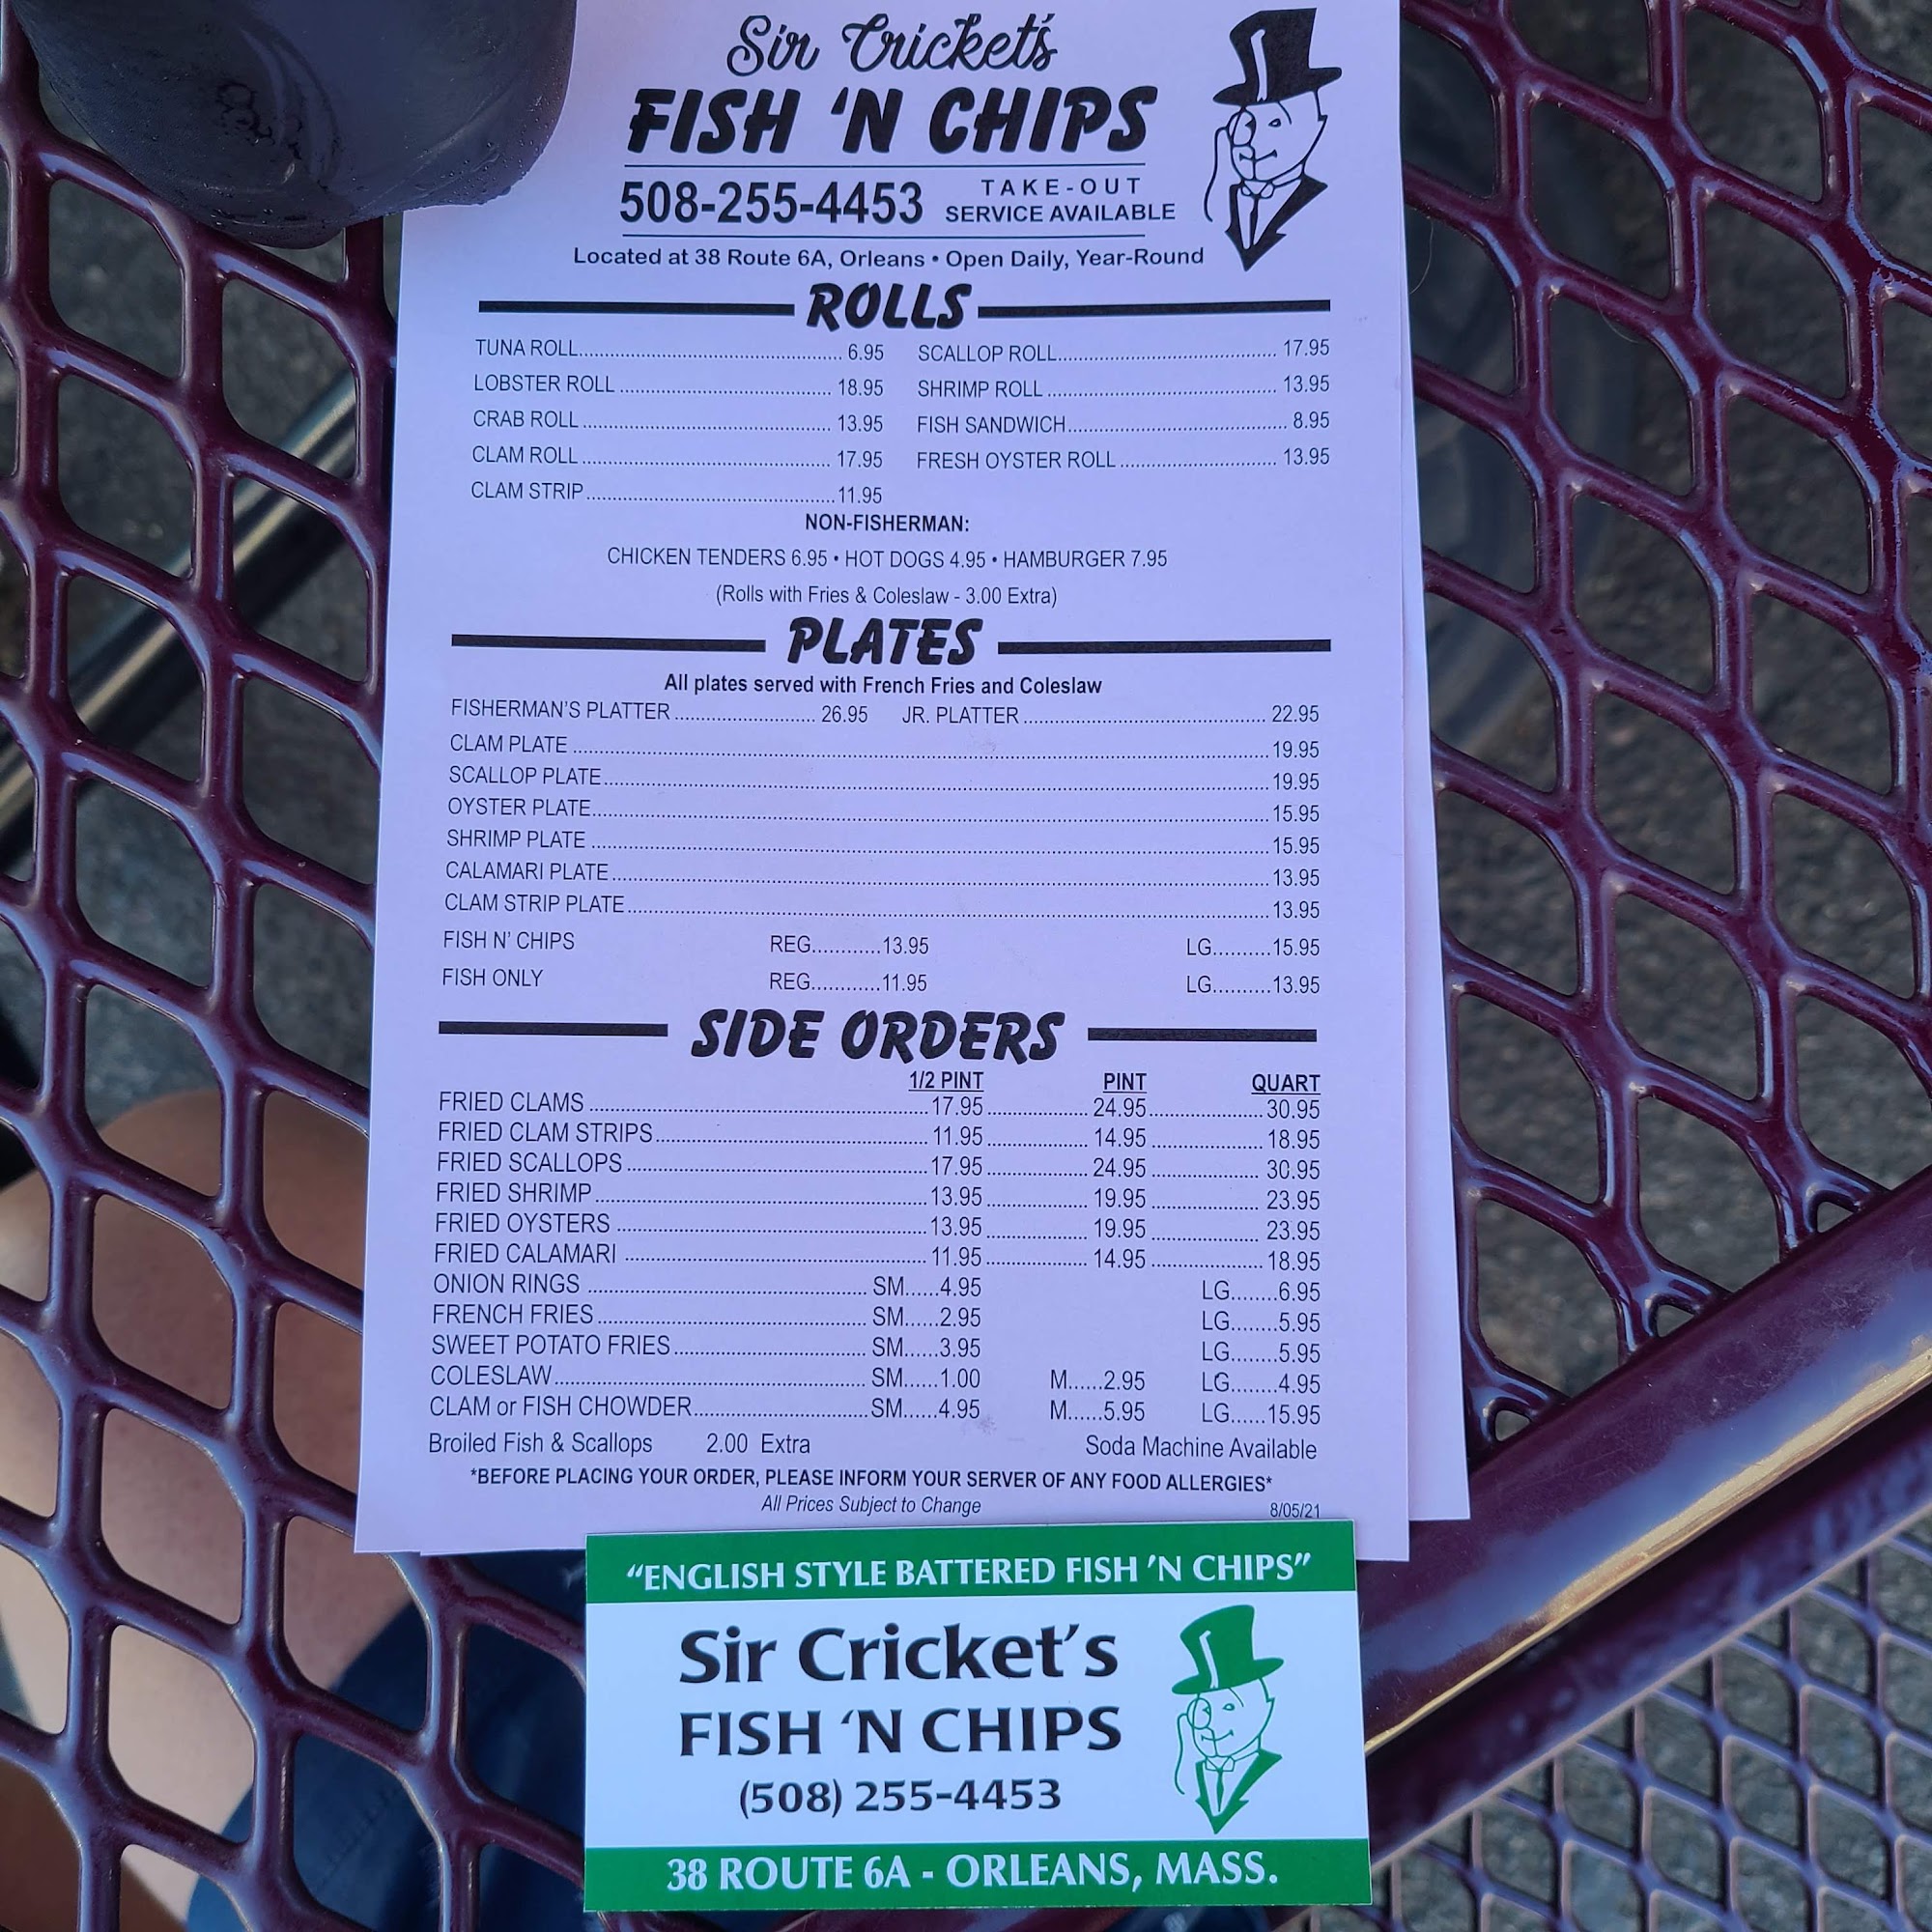 Sir Cricket's
FISH 'N CHIPS
508-255-4453 TAKE-OUT SERVICE AVAILABLE
Located at 38 Route 6A, Orleans • Open Daily, Year-Round
ROLLS
TUNA ROLL 6.95 SCALLOP ROLL 17.95
LOBSTER ROLL 18.95 SHRIMP ROLL 13.95
CRAB ROLL 13.95 FISH SANDWICH 8.95
CLAM ROLL 17.95 FRESH OYSTER ROLL 13.95
CLAM STRIP 11.95
NON-FISHERMAN:
CHICKEN TENDERS 6.95 • HOT DOGS 4.95 • HAMBURGER 7.95
(Rolls with Fries & Coleslaw - 3.00 Extra)
PLATES
All plates served with French Fries and Coleslaw
FISHERMAN'S PLATTER 26.95 JR. PLATTER 22.95
CLAM PLATE 19.95
SCALLOP PLATE 19.95
OYSTER PLATE 15.95
SHRIMP PLATE 15.95
CALAMARI PLATE 13.95
CLAM STRIP PLATE 13.95
FISH N' CHIPS REG 13.95 LG 15.95
FISH ONLY REG 11.95 LG 13.95
SIDE ORDERS
1/2 PINT PINT QUART
FRIED CLAMS 17.95 24.95 30.95
FRIED CLAM STRIPS 11.95 14.95 18.95
FRIED SCALLOPS 17.95 24.95 30.95
FRIED SHRIMP 13.95 19.95 23.95
FRIED OYSTERS 13.95 19.95 23.95
FRIED CALAMARI 11.95 14.95 18.95
ONION RINGS SM 4.95 LG 6.95
FRENCH FRIES SM 2.95 LG 5.95
SWEET POTATO FRIES SM 3.95 LG 5.95
COLESLAW SM 1.00 M 2.95 LG 4.95
CLAM or FISH CHOWDER SM 4.95 M 5.95 LG 15.95
Broiled Fish & Scallops 2.00 Extra Soda Machine Available
*BEFORE PLACING YOUR ORDER, PLEASE INFORM YOUR SERVER OF ANY FOOD ALLERGIES*
All Prices Subject to Change 8/05/21
"ENGLISH STYLE BATTERED FISH 'N CHIPS"
Sir Cricket's
FISH 'N CHIPS
(508) 255-4453
38 ROUTE 6A - ORLEANS, MASS.